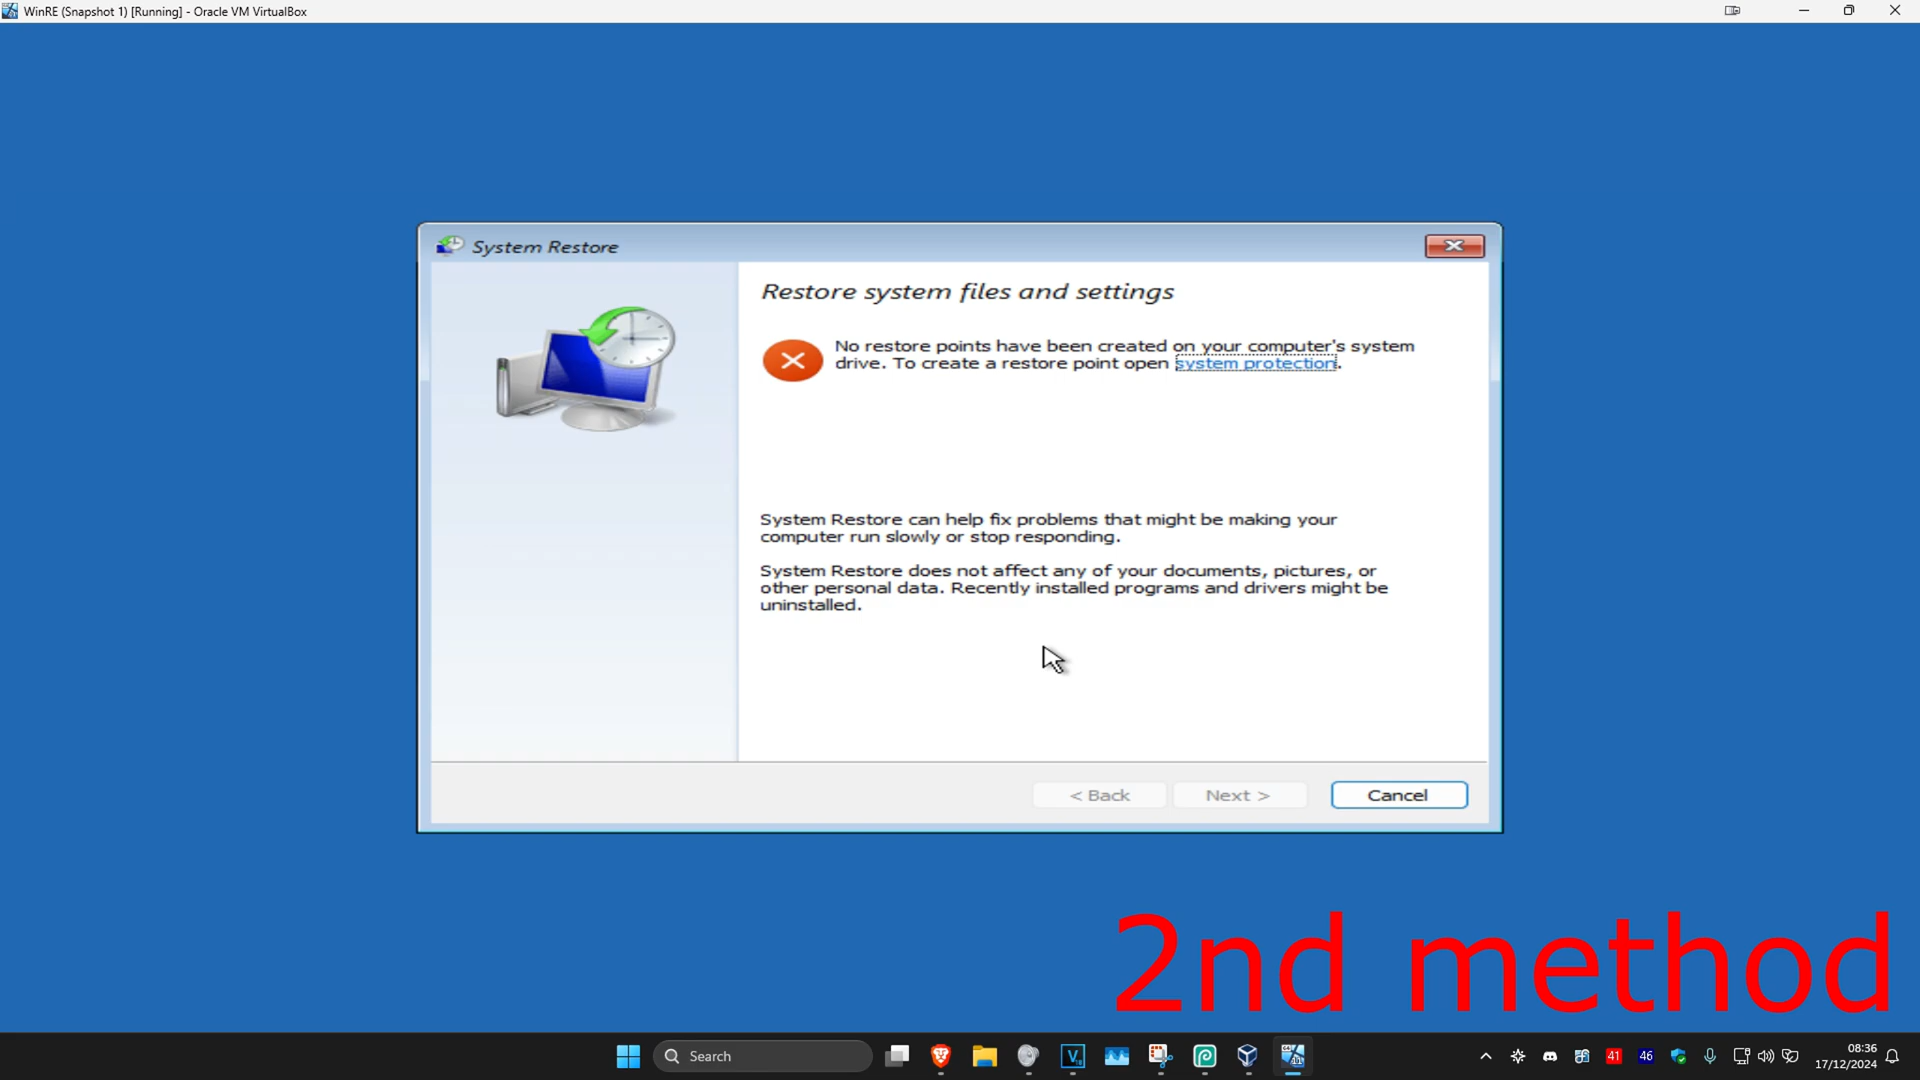 WinRE (Snapshot 1) [Running] - Oracle VM VirtualBox
System Restore
Restore system files and settings
No restore points have been created on your computer's system
drive. To create a restore point open system protection.
System Restore can help fix problems that might be making your
computer run slowly or stop responding.
System Restore does not affect any of your documents, pictures, or
other personal data. Recently installed programs and drivers might be
uninstalled.
< Back
Next >
Cancel
2nd method
Search
41
46
08:36
17/12/2024